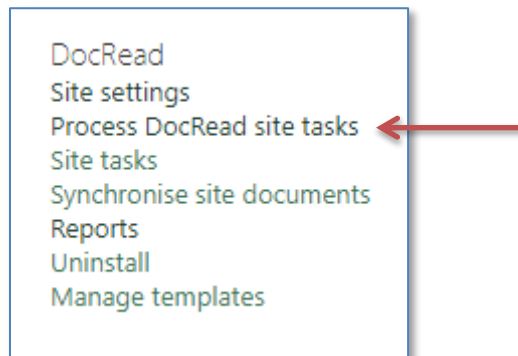 DocRead
Site settings
Process DocRead site tasks
Site tasks
Synchronise site documents
Reports
Uninstall
Manage templates